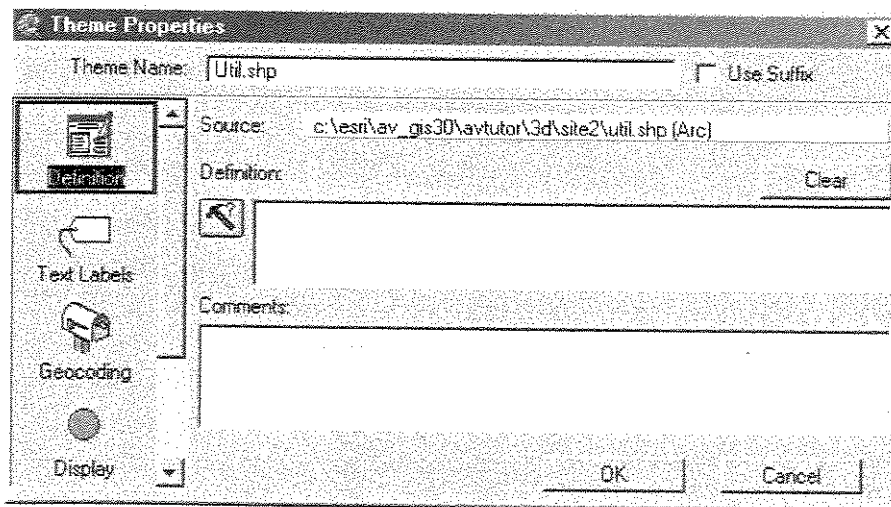 Theme Properties
Theme Name: Util.shp Use Suffix
Definition
Text Labels
Geocoding
Display
Source: c:\esri\av_gis30\avtutor\3d\site2\util.shp (Arc)
Definition: Clear
Comments:
OK Cancel